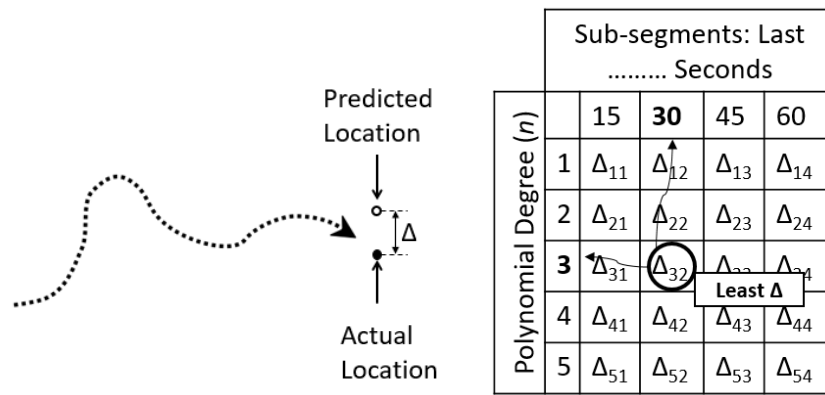 Predicted
Location
Δ
Actual
Location
Sub-segments: Last
......... Seconds
Polynomial Degree (n)
15 30 45 60
1 Δ11 Δ12 Δ13 Δ14
2 Δ21 Δ22 Δ23 Δ24
3 Δ31 Δ32
Least Δ
4 Δ41 Δ42 Δ43 Δ44
5 Δ51 Δ52 Δ53 Δ54